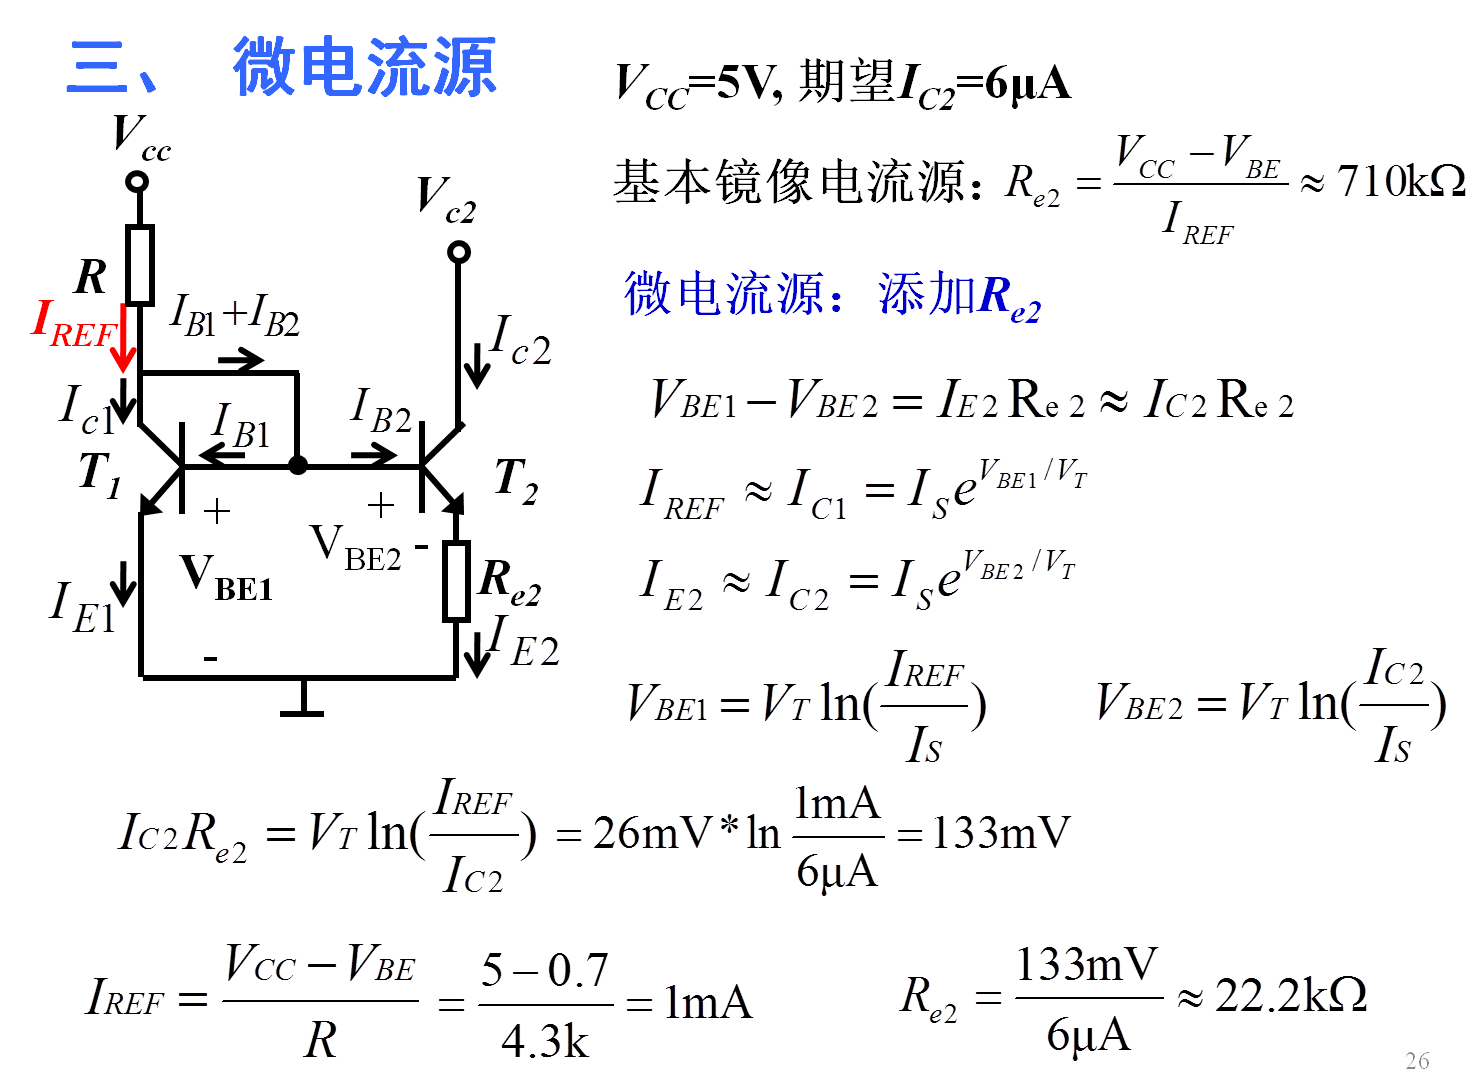 三、 微电流源
V_CC=5V, 期望I_C2=6μA
基本镜像电流源： R_e2 = (V_CC − V_BE) / I_REF ≈ 710kΩ
微电流源：添加R_e2
V_cc
V_c2
R
I_REF
I_B1+I_B2
I_c2
I_c1
I_B1
I_B2
T_1
T_2
+
+
V_BE1
V_BE2 -
R_e2
I_E1
I_E2
-
V_BE1 − V_BE2 = I_E2 R_e2 ≈ I_C2 R_e2
I_REF ≈ I_C1 = I_S e^(V_BE1/V_T)
I_E2 ≈ I_C2 = I_S e^(V_BE2/V_T)
V_BE1 = V_T ln(I_REF / I_S) V_BE2 = V_T ln(I_C2 / I_S)
I_C2 R_e2 = V_T ln(I_REF / I_C2) = 26mV * ln 1mA / 6μA = 133mV
I_REF = (V_CC − V_BE) / R = (5 − 0.7) / 4.3k = 1mA R_e2 = 133mV / 6μA ≈ 22.2kΩ
26